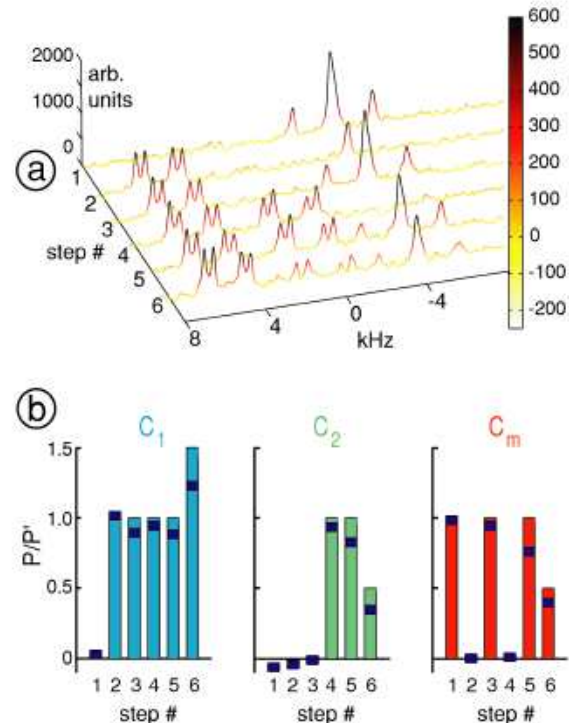 2000
arb.
units
1000
0
a
1
2
3
4
5
6
step #
8
4
0
-4
kHz
600
500
400
300
200
100
0
-100
-200
b
C1
C2
Cm
P/P'
1.5
1.0
0.5
0
1 2 3 4 5 6
1 2 3 4 5 6
1 2 3 4 5 6
step #
step #
step #